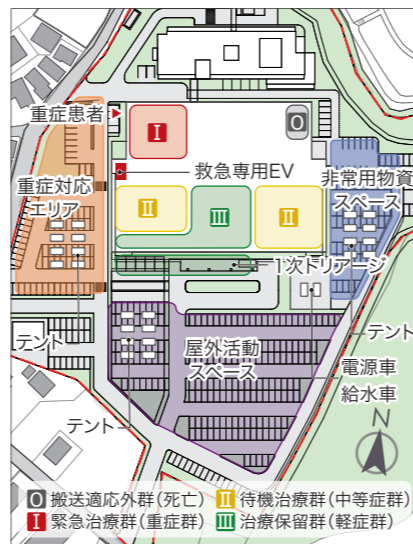 重症患者
I
0
救急専用EV
重症対応
エリア
非常用物資
スペース
II
III
II
1次トリアージ
テント
屋外活動
スペース
テント
電源車
給水車
テント
N
0 搬送適応外群(死亡) II 待機治療群(中等症群)
I 緊急治療群(重症群) III 治療保留群(軽症群)